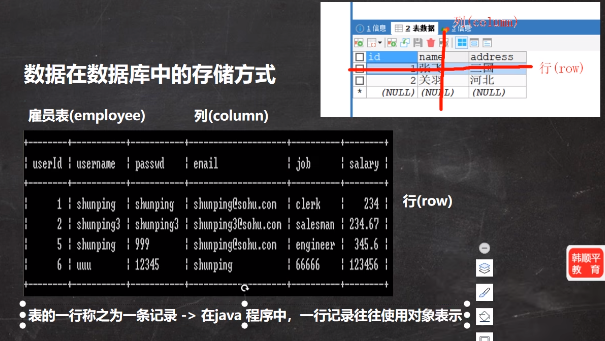 列(column)
1 信息 2 表数据 3 信息
id name address
1 张飞 三国
行(row)
2 关羽 河北
* (NULL) (NULL) (NULL)
数据在数据库中的存储方式
雇员表(employee) 列(column)
userId username passwd email job salary
1 shunping shunping shunping@sohu.com clerk 234
2 shunping3 shunping3 shunping3@sohu.com salesman 234.67
5 shunping 999 shunping@sohu.com engineer 345.6
6 uuu 12345 shunping 66666 123456
行(row)
韩顺平
教 育
表的一行称之为一条记录 -> 在java 程序中，一行记录往往使用对象表示